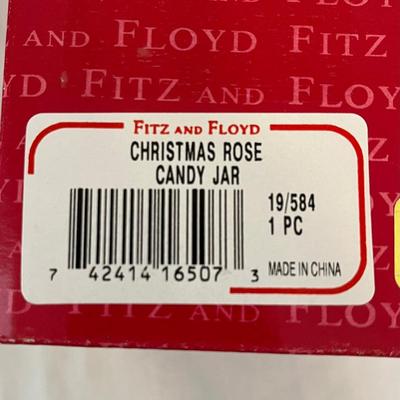 AND FLOYD FITZ
FITZ AND FLOYD
FITZ AND FLOYD
CHRISTMAS ROSE
CANDY JAR
19/584
1 PC
7 42414 16507 3
MADE IN CHINA
FITZ AND FLOYD